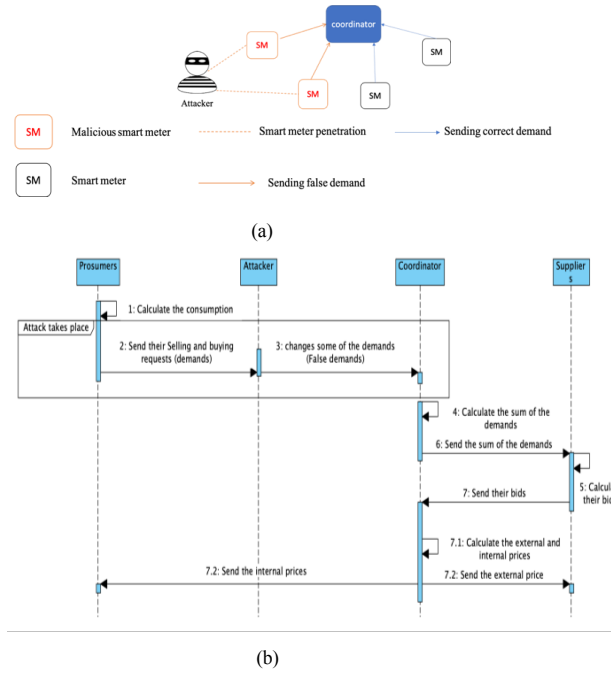 coordinator
SM
SM
SM
SM
Attacker
SM Malicious smart meter Smart meter penetration Sending correct demand
SM Smart meter Sending false demand
(a)
Prosumers Attacker Coordinator Supplier
s
1: Calculate the consumption
Attack takes place
2: Send their Selling and buying
requests (demands)
3: changes some of the demands
(False demands)
4: Calculate the sum of the
demands
6: Send the sum of the demands
5: Calcul
their bid
7: Send their bids
7.1: Calculate the external and
internal prices
7.2: Send the internal prices
7.2: Send the external price
(b)